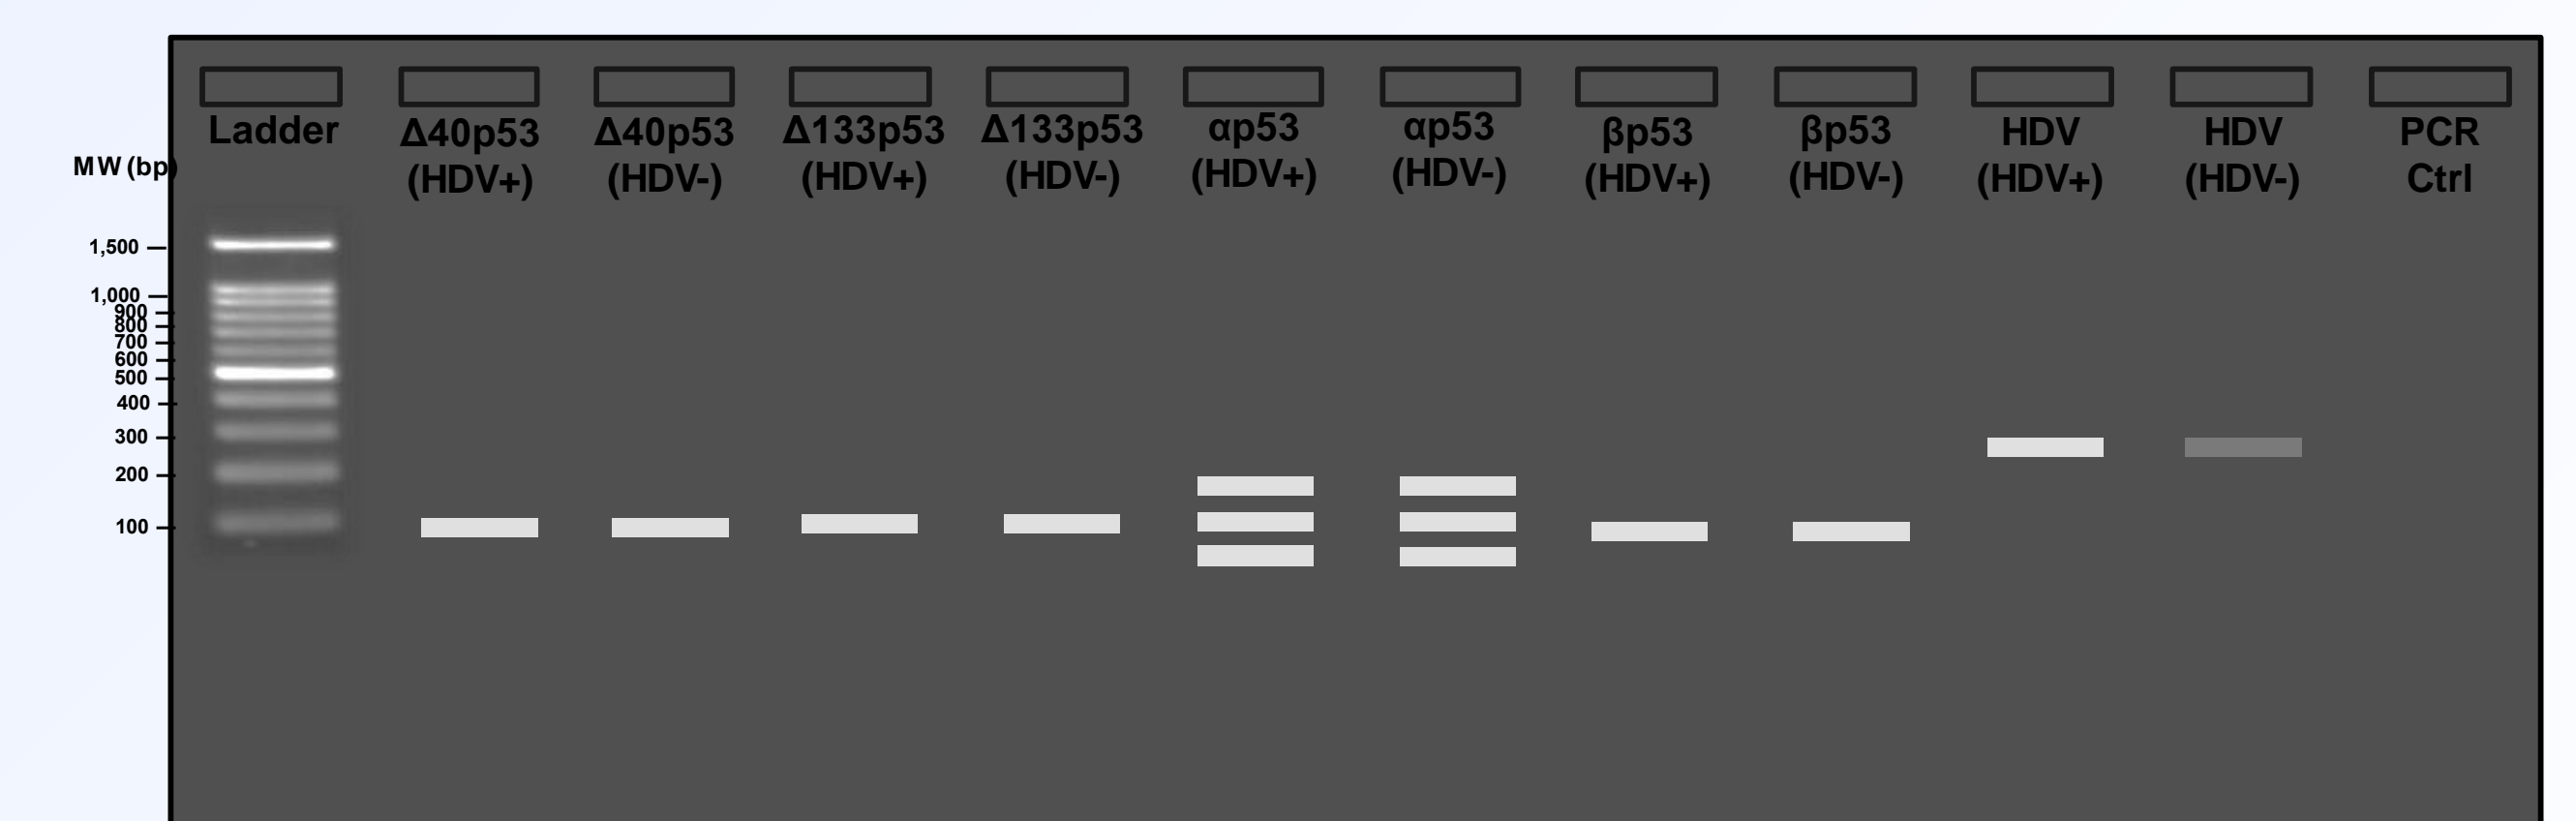 Ladder
Δ40p53
(HDV+)
Δ40p53
(HDV-)
Δ133p53
(HDV+)
Δ133p53
(HDV-)
αp53
(HDV+)
αp53
(HDV-)
βp53
(HDV+)
βp53
(HDV-)
HDV
(HDV+)
HDV
(HDV-)
PCR
Ctrl
MW (bp)
1,500
1,000
900
800
700
600
500
400
300
200
100